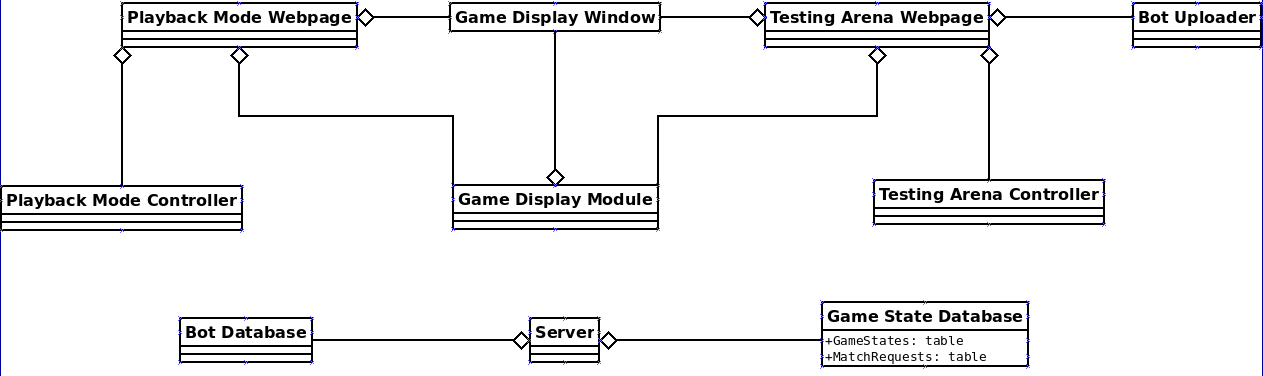 Playback Mode Webpage
Game Display Window
Testing Arena Webpage
Bot Uploader
Playback Mode Controller
Game Display Module
Testing Arena Controller
Bot Database
Server
Game State Database
+GameStates: table
+MatchRequests: table